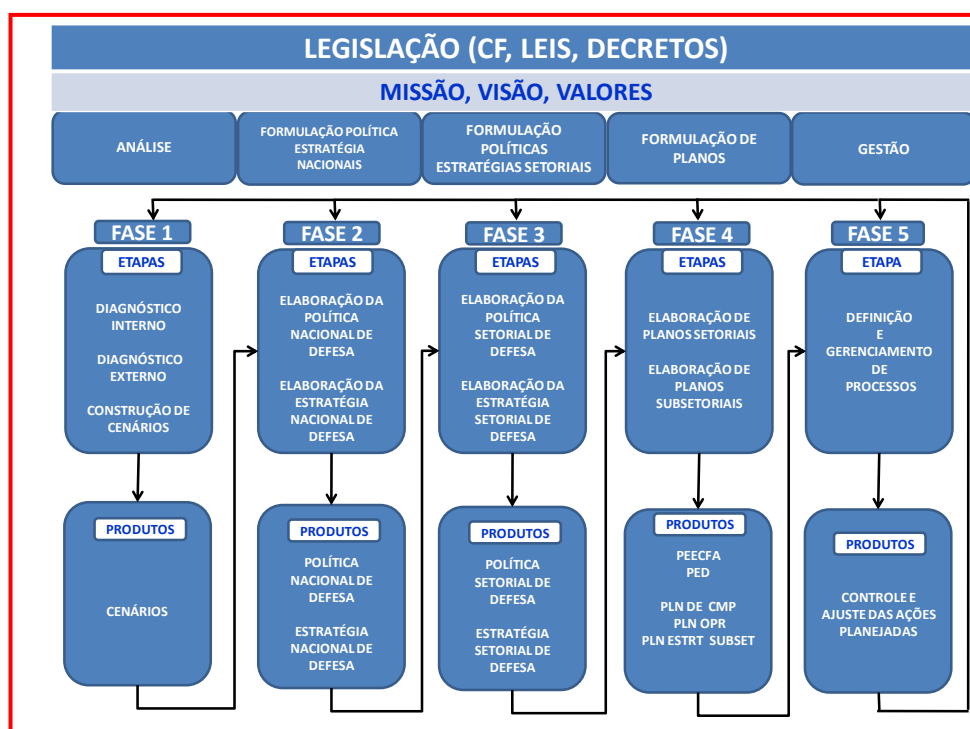 LEGISLAÇÃO (CF, LEIS, DECRETOS)
MISSÃO, VISÃO, VALORES
ANÁLISE
FORMULAÇÃO POLÍTICA
ESTRATÉGIA
NACIONAIS
FORMULAÇÃO
POLÍTICAS
ESTRATÉGIAS SETORIAIS
FORMULAÇÃO DE
PLANOS
GESTÃO
FASE 1
ETAPAS
DIAGNÓSTICO
INTERNO
DIAGNÓSTICO
EXTERNO
CONSTRUÇÃO DE
CENÁRIOS
PRODUTOS
CENÁRIOS
FASE 2
ETAPAS
ELABORAÇÃO DA
POLÍTICA
NACIONAL DE
DEFESA
ELABORAÇÃO DA
ESTRATÉGIA
NACIONAL DE
DEFESA
PRODUTOS
POLÍTICA
NACIONAL DE
DEFESA
ESTRATÉGIA
NACIONAL DE
DEFESA
FASE 3
ETAPAS
ELABORAÇÃO DA
POLÍTICA
SETORIAL DE
DEFESA
ELABORAÇÃO DA
ESTRATÉGIA
SETORIAL DE
DEFESA
PRODUTOS
POLÍTICA
SETORIAL DE
DEFESA
ESTRATÉGIA
SETORIAL DE
DEFESA
FASE 4
ETAPAS
ELABORAÇÃO DE
PLANOS SETORIAIS
ELABORAÇÃO DE
PLANOS
SUBSETORIAIS
PRODUTOS
PEECFA
PED
PLN DE CMP
PLN OPR
PLN ESTRT SUBSET
FASE 5
ETAPA
DEFINIÇÃO
E
GERENCIAMENTO
DE
PROCESSOS
PRODUTOS
CONTROLE E
AJUSTE DAS AÇÕES
PLANEJADAS